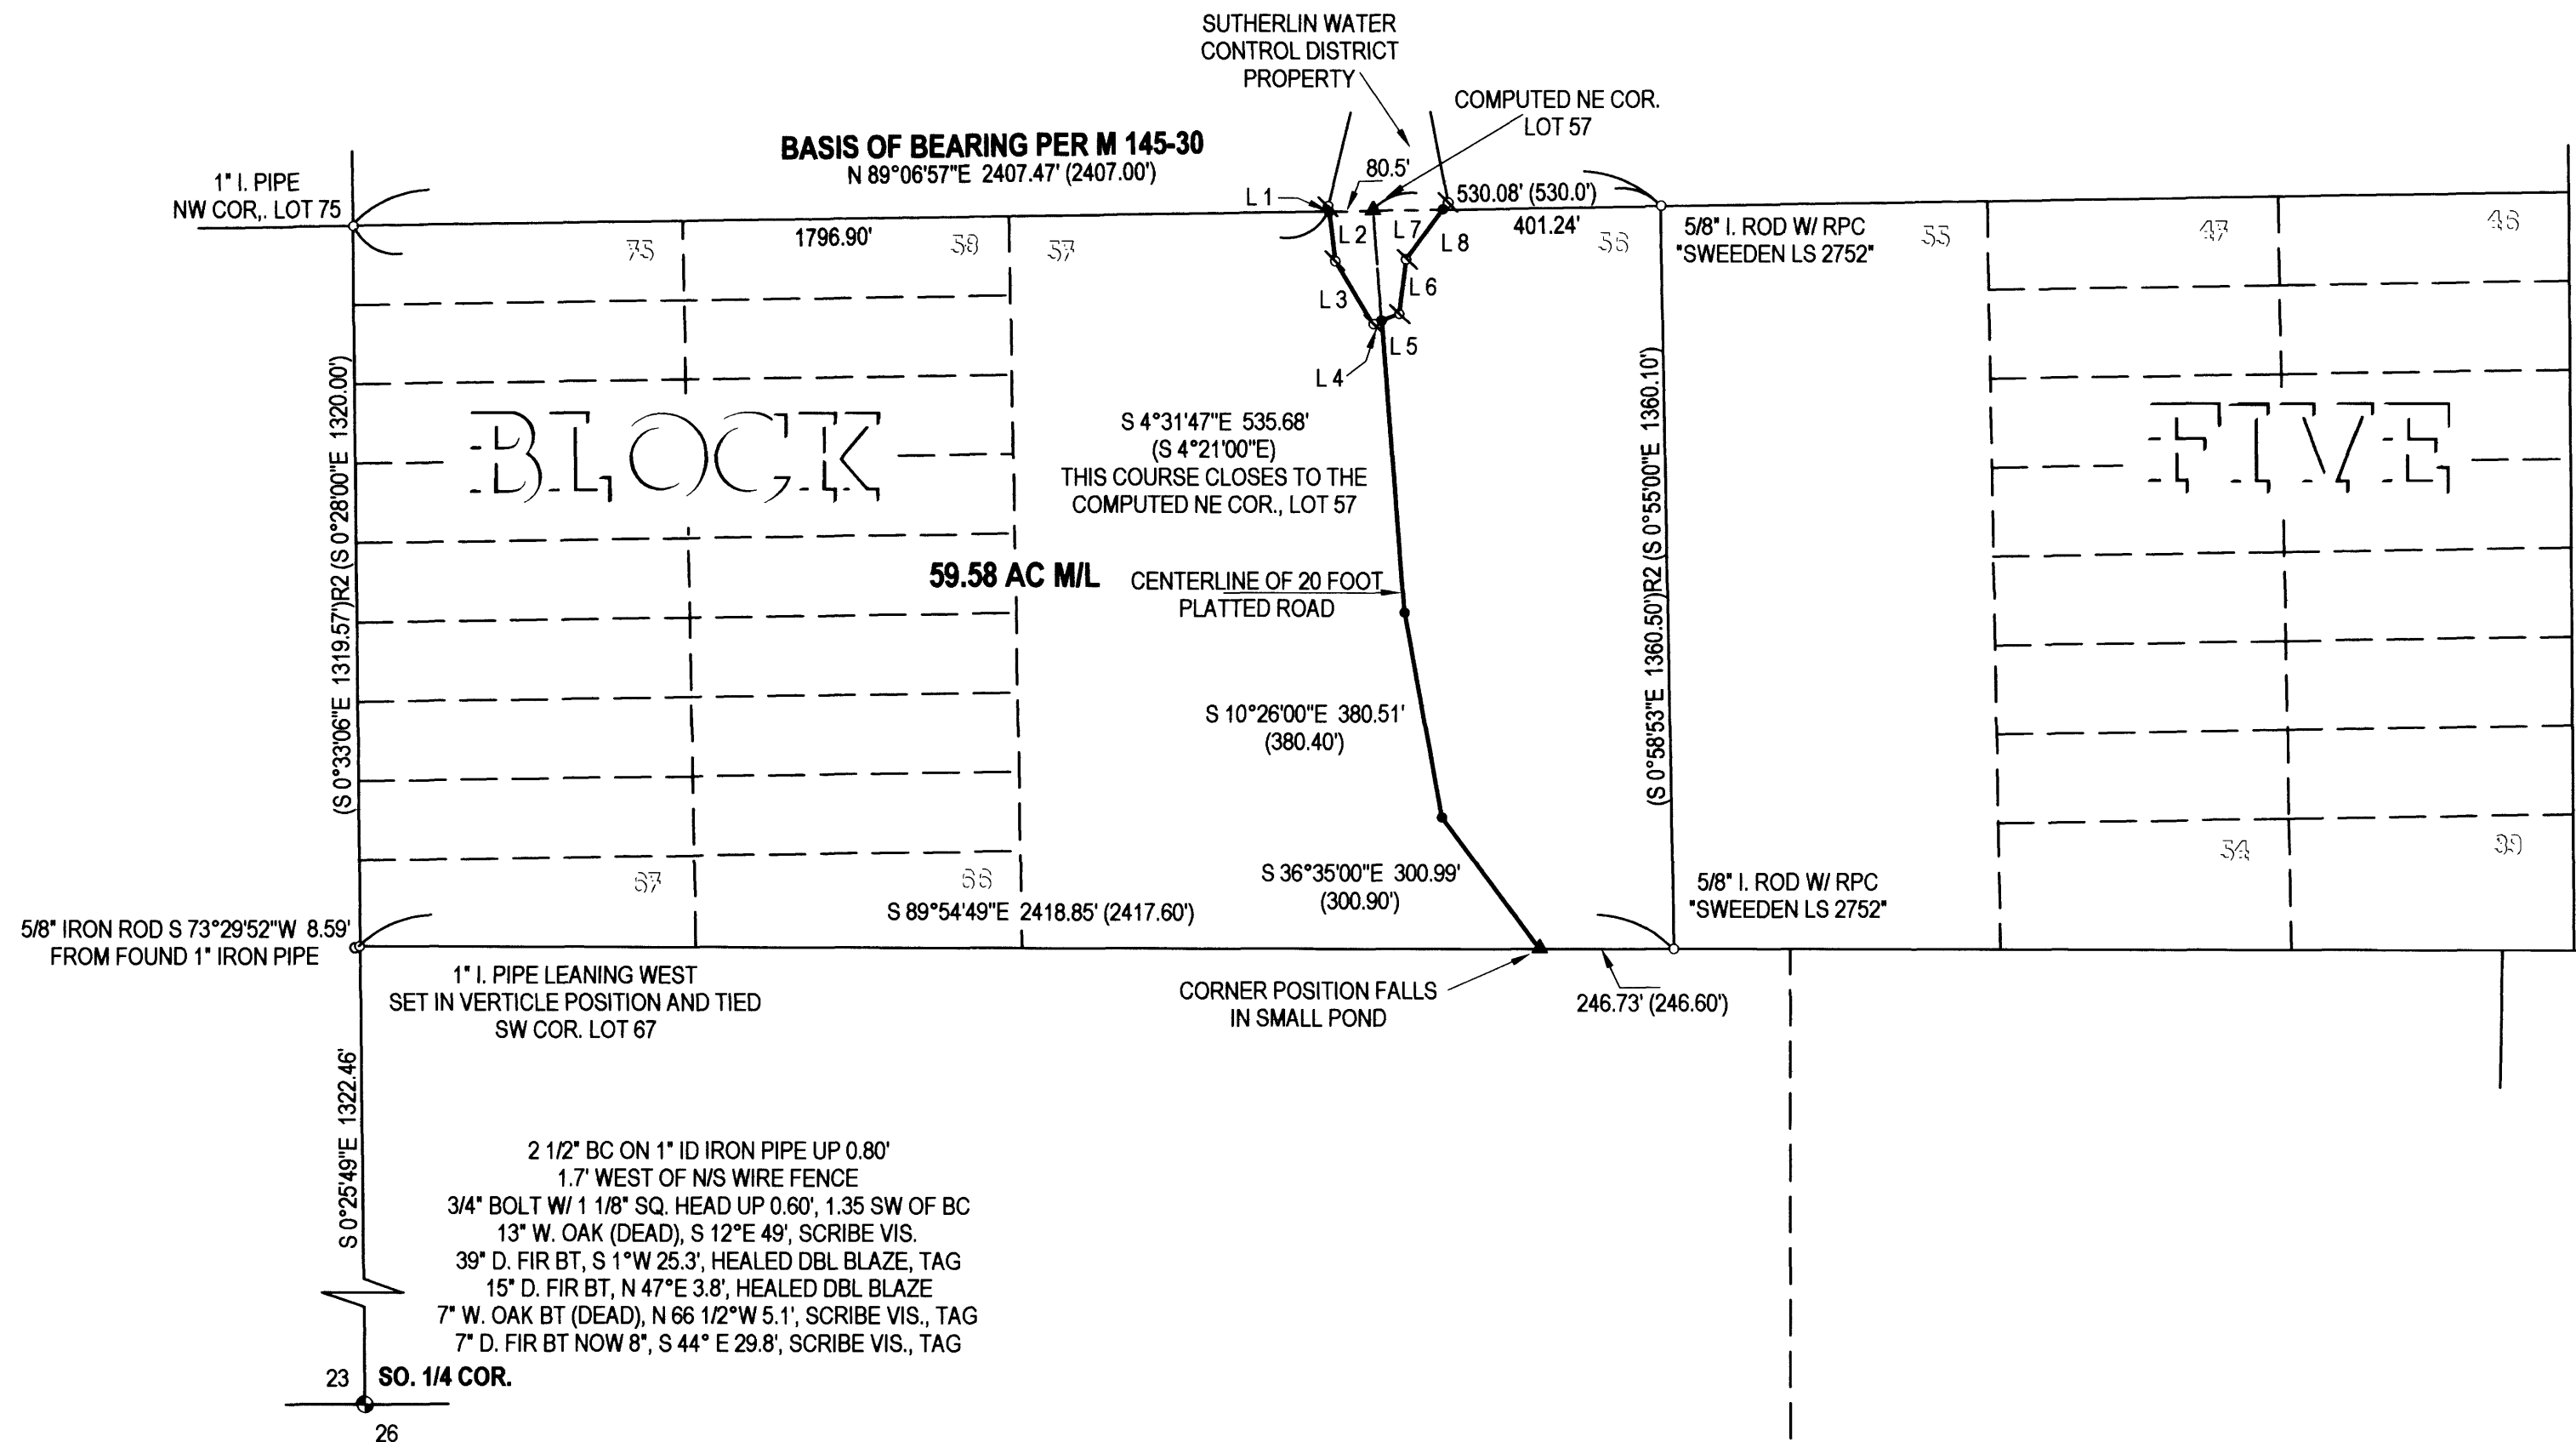 SUTHERLIN WATER
CONTROL DISTRICT
PROPERTY
COMPUTED NE COR.
LOT 57
BASIS OF BEARING PER M 145-30
N 89°06'57"E 2407.47' (2407.00')
80.5'
1" I. PIPE
NW COR,. LOT 75
L 1
530.08' (530.0')
1796.90'
L 2
L 7
L 8
401.24'
5/8" I. ROD W/ RPC
"SWEEDEN LS 2752"
75
58
57
56
55
47
46
L 3
L 6
L 5
L 4
(S 0°33'06"E 1319.57')R2 (S 0°28'00"E 1320.00')
BLOCK
S 4°31'47"E 535.68'
(S 4°21'00"E)
THIS COURSE CLOSES TO THE
COMPUTED NE COR., LOT 57
(S 0°58'53"E 1360.50')R2 (S 0°55'00"E 1360.10')
FIVE
59.58 AC M/L
CENTERLINE OF 20 FOOT
PLATTED ROAD
S 10°26'00"E 380.51'
(380.40')
67
66
S 36°35'00"E 300.99'
(300.90')
54
39
5/8" I. ROD W/ RPC
"SWEEDEN LS 2752"
S 89°54'49"E 2418.85' (2417.60')
5/8" IRON ROD S 73°29'52"W 8.59'
FROM FOUND 1" IRON PIPE
1" I. PIPE LEANING WEST
SET IN VERTICLE POSITION AND TIED
SW COR. LOT 67
CORNER POSITION FALLS
IN SMALL POND
246.73' (246.60')
S 0°25'49"E 1322.46'
2 1/2" BC ON 1" ID IRON PIPE UP 0.80'
1.7' WEST OF N/S WIRE FENCE
3/4" BOLT W/ 1 1/8" SQ. HEAD UP 0.60', 1.35 SW OF BC
13" W. OAK (DEAD), S 12°E 49', SCRIBE VIS.
39" D. FIR BT, S 1°W 25.3', HEALED DBL BLAZE, TAG
15" D. FIR BT, N 47°E 3.8', HEALED DBL BLAZE
7" W. OAK BT (DEAD), N 66 1/2°W 5.1', SCRIBE VIS., TAG
7" D. FIR BT NOW 8", S 44° E 29.8', SCRIBE VIS., TAG
23
SO. 1/4 COR.
26